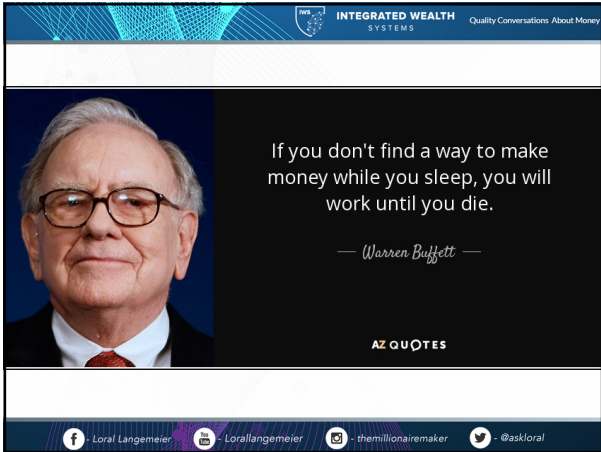 IWS
INTEGRATED WEALTH
SYSTEMS
Quality Conversations About Money
If you don't find a way to make
money while you sleep, you will
work until you die.
— Warren Buffett —
AZ QUOTES
f - Loral Langemeier
You Tube - Lorallangemeier
- themillionairemaker
- @askloral